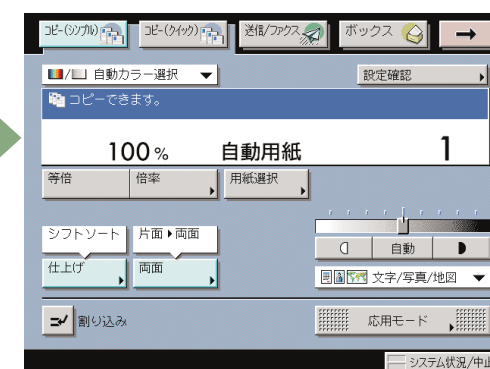 コピー(シンプル)
コピー(クイック)
送信/ファクス
ボックス
自動カラー選択
設定確認
コピーできます。
100 %
自動用紙
1
等倍
倍率
用紙選択
シフトソート
片面▶両面
自動
仕上げ
両面
文字/写真/地図
割り込み
応用モード
システム状況/中止